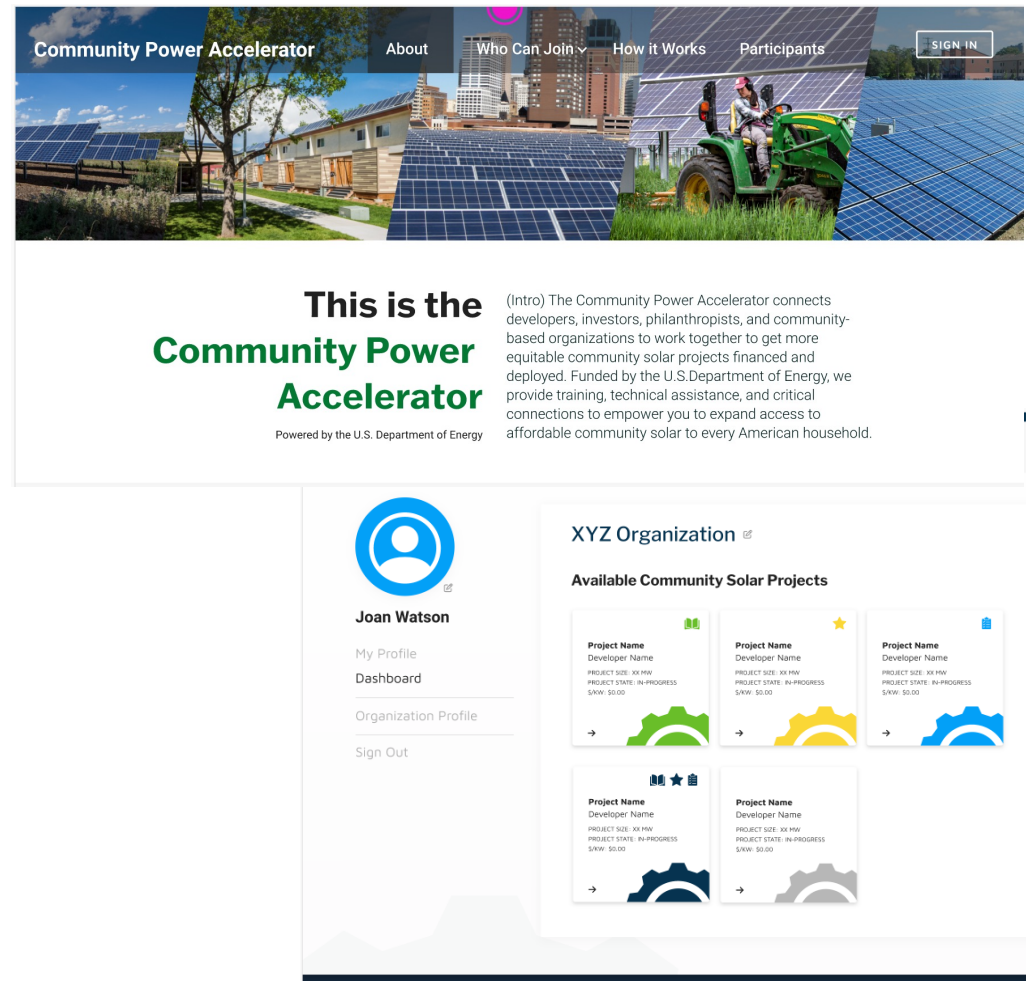 Community Power Accelerator
About
Who Can Join
How it Works
Participants
SIGN IN
This is the
Community Power
Accelerator
Powered by the U.S. Department of Energy
(Intro) The Community Power Accelerator connects
developers, investors, philanthropists, and community-
based organizations to work together to get more
equitable community solar projects financed and
deployed. Funded by the U.S.Department of Energy, we
provide training, technical assistance, and critical
connections to empower you to expand access to
affordable community solar to every American household.
Joan Watson
My Profile
Dashboard
Organization Profile
Sign Out
XYZ Organization
Available Community Solar Projects
Project Name
Developer Name
PROJECT SIZE: XX MW
PROJECT STATE: IN-PROGRESS
$/KW: $0.00
Project Name
Developer Name
PROJECT SIZE: XX MW
PROJECT STATE: IN-PROGRESS
$/KW: $0.00
Project Name
Developer Name
PROJECT SIZE: XX MW
PROJECT STATE: IN-PROGRESS
$/KW: $0.00
Project Name
Developer Name
PROJECT SIZE: XX MW
PROJECT STATE: IN-PROGRESS
$/KW: $0.00
Project Name
Developer Name
PROJECT SIZE: XX MW
PROJECT STATE: IN-PROGRESS
$/KW: $0.00